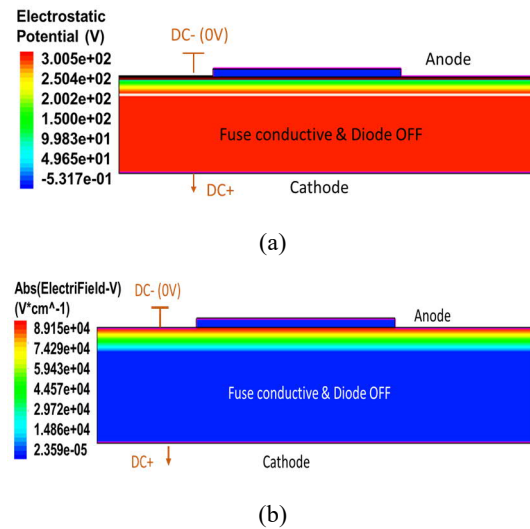 Electrostatic
Potential (V)
3.005e+02
2.504e+02
2.002e+02
1.500e+02
9.983e+01
4.965e+01
-5.317e-01
DC- (0V)
Anode
Fuse conductive & Diode OFF
DC+
Cathode
(a)
Abs(ElectriField-V)
(V*cm^-1)
8.915e+04
7.429e+04
5.943e+04
4.457e+04
2.972e+04
1.486e+04
2.359e-05
DC- (0V)
Anode
Fuse conductive & Diode OFF
DC+
Cathode
(b)